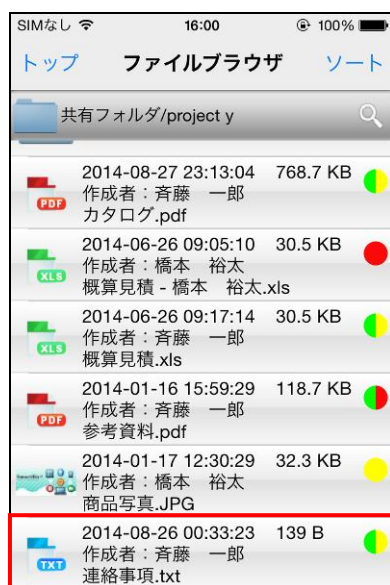 SIMなし 16:00 100%
トップ ファイルブラウザ ソート
共有フォルダ/project y
2014-08-27 23:13:04 768.7 KB
作成者：斉藤　一郎
PDF
カタログ.pdf
2014-06-26 09:05:10 30.5 KB
作成者：橋本　裕太
XLS
概算見積 - 橋本　裕太.xls
2014-06-26 09:17:14 30.5 KB
作成者：斉藤　一郎
XLS
概算見積.xls
2014-01-16 15:59:29 118.7 KB
作成者：斉藤　一郎
PDF
参考資料.pdf
2014-01-17 12:30:29 32.3 KB
作成者：橋本　裕太
商品写真.JPG
2014-08-26 00:33:23 139 B
作成者：斉藤　一郎
TXT
連絡事項.txt